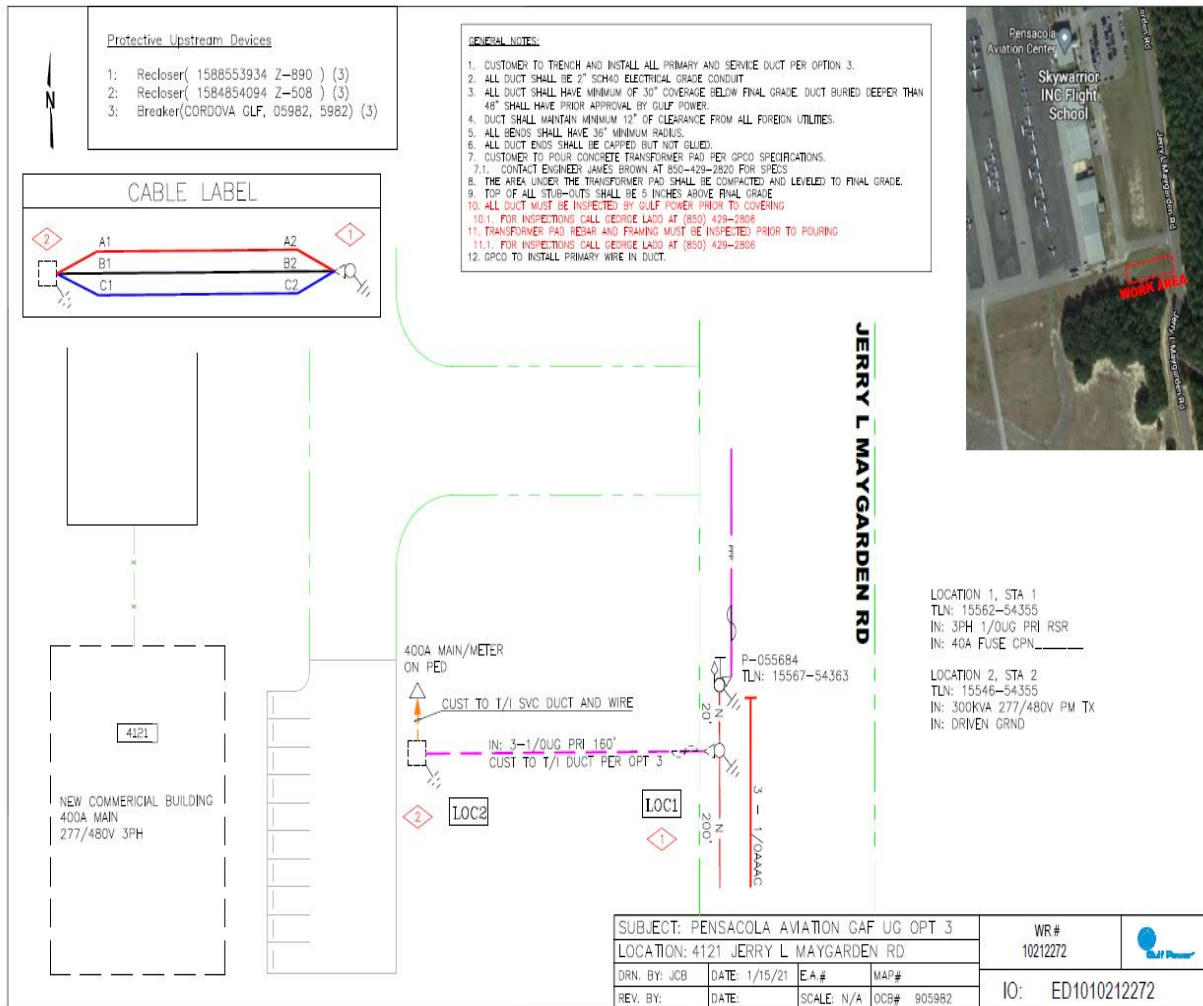 Protective Upstream Devices
1: Recloser( 1588553934 Z-890 ) (3)
2: Recloser( 1584854094 Z-508 ) (3)
3: Breaker(CORDOVA GLF, 05982, 5982) (3)
N
GENERAL NOTES:
1. CUSTOMER TO TRENCH AND INSTALL ALL PRIMARY AND SERVICE DUCT PER OPTION 3.
2. ALL DUCT SHALL BE 2" SCH40 ELECTRICAL GRADE CONDUIT
3. ALL DUCT SHALL HAVE MINIMUM OF 30" COVERAGE BELOW FINAL GRADE. DUCT BURIED DEEPER THAN
48" SHALL HAVE PRIOR APPROVAL BY GULF POWER.
4. DUCT SHALL MAINTAIN MINIMUM 12" OF CLEARANCE FROM ALL FOREIGN UTILITIES.
5. ALL BENDS SHALL HAVE 36" MINIMUM RADIUS.
6. ALL DUCT ENDS SHALL BE CAPPED BUT NOT GLUED.
7. CUSTOMER TO POUR CONCRETE TRANSFORMER PAD PER GPCO SPECIFICATIONS.
7.1. CONTACT ENGINEER JAMES BROWN AT 850-429-2820 FOR SPECS
8. THE AREA UNDER THE TRANSFORMER PAD SHALL BE COMPACTED AND LEVELED TO FINAL GRADE.
9. TOP OF ALL STUB-OUTS SHALL BE 5 INCHES ABOVE FINAL GRADE
10. ALL DUCT MUST BE INSPECTED BY GULF POWER PRIOR TO COVERING
10.1. FOR INSPECTIONS CALL GEORGE LADD AT (850) 429-2806
11. TRANSFORMER PAD REBAR AND FRAMING MUST BE INSPECTED PRIOR TO POURING
11.1. FOR INSPECTIONS CALL GEORGE LADD AT (850) 429-2806
12. GPCO TO INSTALL PRIMARY WIRE IN DUCT.
Pensacola
Aviation Center
Skywarrior
INC Flight
School
Jerry L Maygarden Rd
WORK AREA
Jerry L Maygarden Rd
CABLE LABEL
2
A1
A2
1
B1
B2
C1
C2
JERRY L MAYGARDEN RD
PPP
P-055684
TLN: 15567-54363
400A MAIN/METER
ON PED
CUST TO T/I SVC DUCT AND WIRE
IN: 3-1/0UG PRI 160'
CUST TO T/I DUCT PER OPT 3
N
20'
N
200'
3 - 1/0AAAC
2
LOC2
LOC1
1
4121
NEW COMMERICIAL BUILDING
400A MAIN
277/480V 3PH
LOCATION 1, STA 1
TLN: 15562-54355
IN: 3PH 1/0UG PRI RSR
IN: 40A FUSE CPN______
LOCATION 2, STA 2
TLN: 15546-54355
IN: 300KVA 277/480V PM TX
IN: DRIVEN GRND
SUBJECT: PENSACOLA AVIATION GAF UG OPT 3
LOCATION: 4121 JERRY L MAYGARDEN RD
DRN. BY: JCB DATE: 1/15/21 E.A.# MAP#
REV. BY: DATE: SCALE: N/A OCB# 905982
WR #
10212272
Gulf Power
IO: ED1010212272